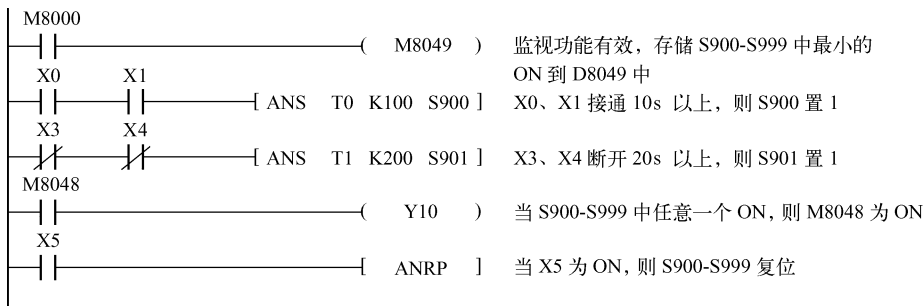 M8000
( M8049 ) 监视功能有效，存储 S900-S999 中最小的
ON 到 D8049 中
X0 X1
[ ANS T0 K100 S900 ] X0、X1 接通 10s 以上，则 S900 置 1
X3 X4
[ ANS T1 K200 S901 ] X3、X4 断开 20s 以上，则 S901 置 1
M8048
( Y10 ) 当 S900-S999 中任意一个 ON，则 M8048 为 ON
X5
[ ANRP ] 当 X5 为 ON，则 S900-S999 复位